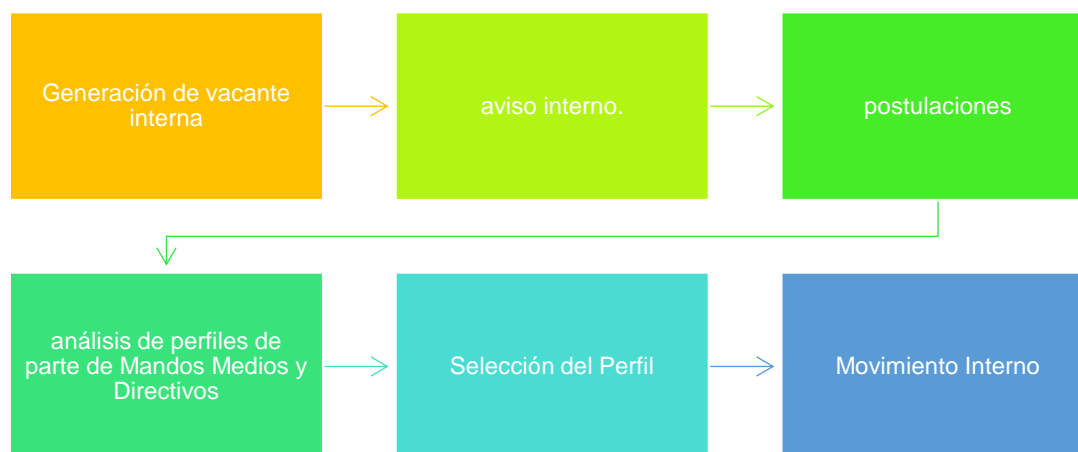 Generación de vacante
interna
aviso interno.
postulaciones
análisis de perfiles de
parte de Mandos Medios y
Directivos
Selección del Perfil
Movimiento Interno